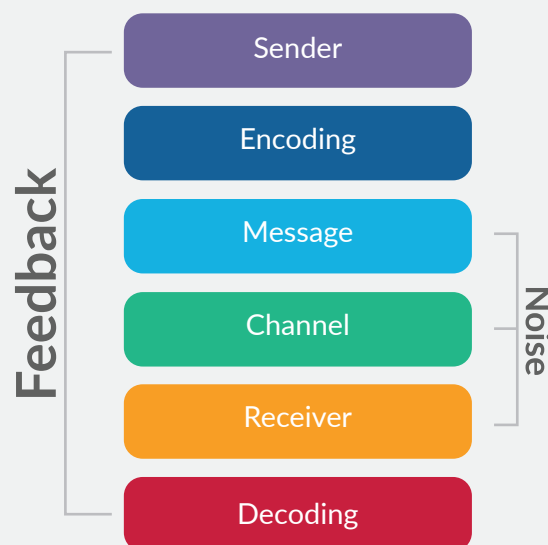 Sender
Encoding
Message
Channel
Receiver
Decoding
Feedback
Noise